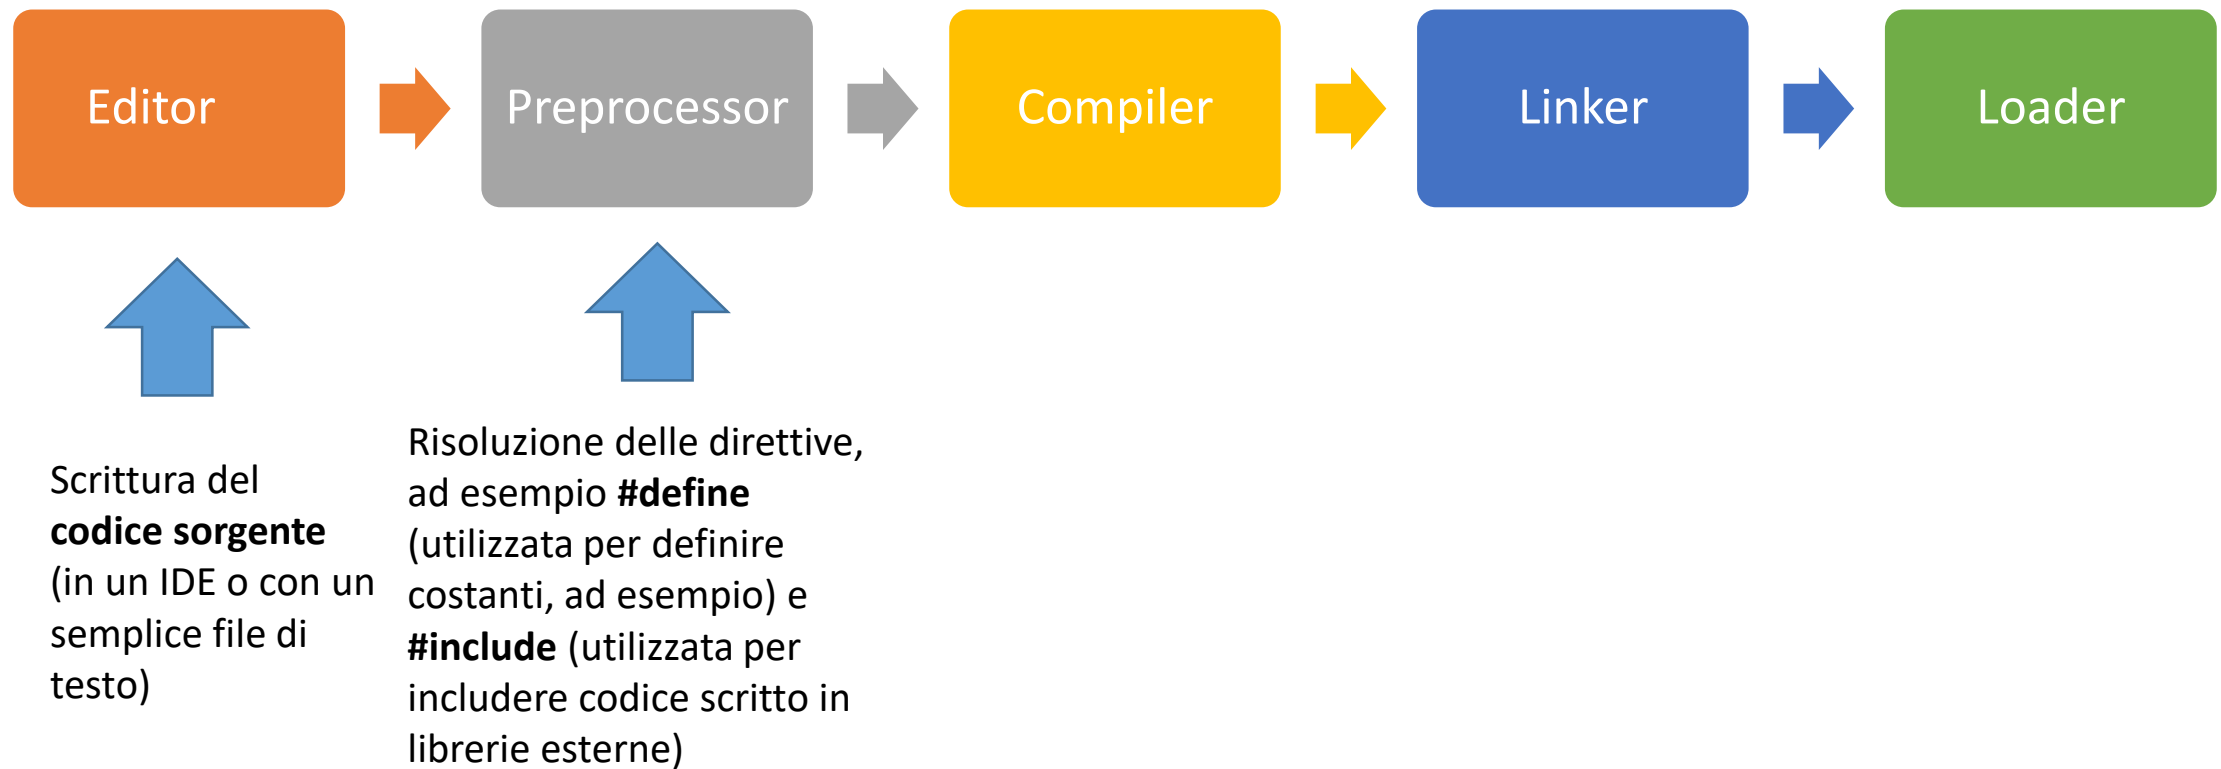 Editor
Preprocessor
Compiler
Linker
Loader
Scrittura del
codice sorgente
(in un IDE o con un
semplice file di
testo)
Risoluzione delle direttive,
ad esempio #define
(utilizzata per definire
costanti, ad esempio) e
#include (utilizzata per
includere codice scritto in
librerie esterne)